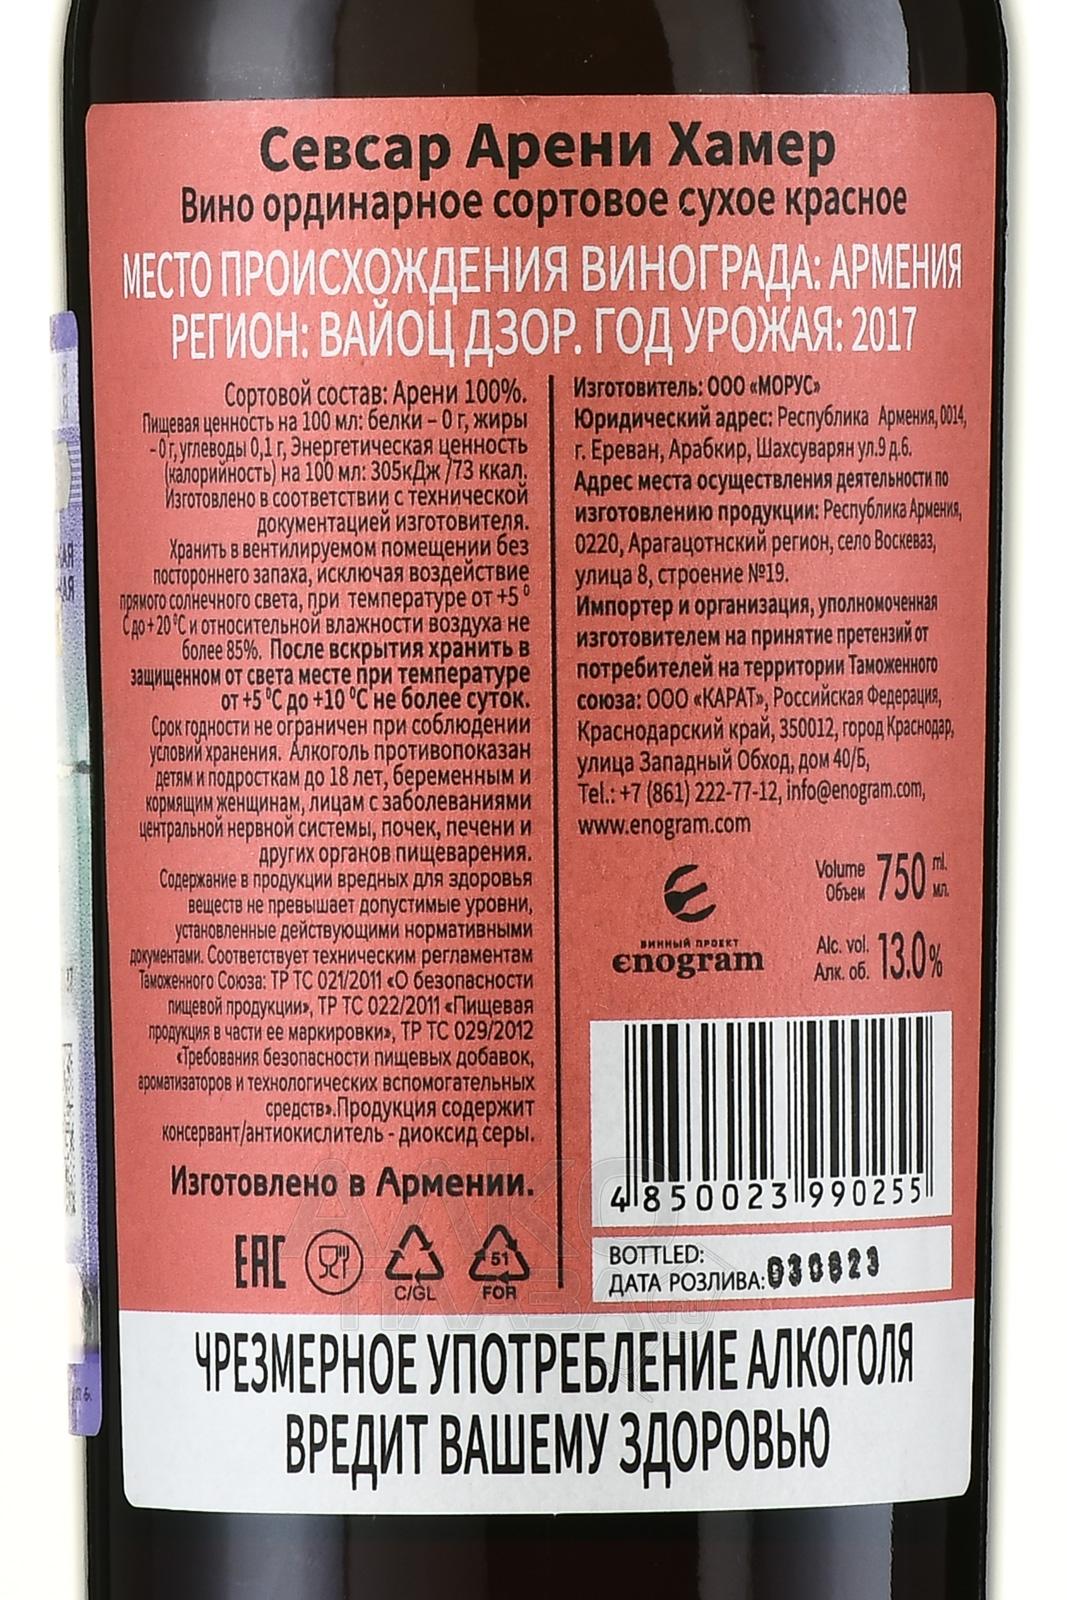 Севсар Арени Хамер
Вино ординарное сортовое сухое красное
МЕСТО ПРОИСХОЖДЕНИЯ ВИНОГРАДА: АРМЕНИЯ
РЕГИОН: ВАЙОЦ ДЗОР. ГОД УРОЖАЯ: 2017
Сортовой состав: Арени 100%.
Пищевая ценность на 100 мл: белки – 0 г, жиры
- 0 г, углеводы 0,1 г, Энергетическая ценность
(калорийность) на 100 мл: 305кДж /73 ккал.
Изготовлено в соответствии с технической
документацией изготовителя.
Хранить в вентилируемом помещении без
постороннего запаха, исключая воздействие
прямого солнечного света, при температуре от +5 ⁰
С до + 20 ⁰С и относительной влажности воздуха не
более 85%. После вскрытия хранить в
защищенном от света месте при температуре
от +5 ⁰С до +10 ⁰С не более суток.
Срок годности не ограничен при соблюдении
условий хранения. Алкоголь противопоказан
детям и подросткам до 18 лет, беременным и
кормящим женщинам, лицам с заболеваниями
центральной нервной системы, почек, печени и
других органов пищеварения.
Содержание в продукции вредных для здоровья
веществ не превышает допустимые уровни,
установленные действующими нормативными
документами. Соответствует техническим регламентам
Таможенного Союза: ТР ТС 021/2011 «О безопасности
пищевой продукции», ТР ТС 022/2011 «Пищевая
продукция в части ее маркировки», ТР ТС 029/2012
«Требования безопасности пищевых добавок,
ароматизаторов и технологических вспомогательных
средств».Продукция содержит
консервант/антиокислитель - диоксид серы.
Изготовлено в Армении.
EAC
C/GL
51
FOR
Изготовитель: ООО «МОРУС»
Юридический адрес: Республика Армения, 0014,
г. Ереван, Арабкир, Шахсуварян ул.9 д.6.
Адрес места осуществления деятельности по
изготовлению продукции: Республика Армения,
0220, Арагацотнский регион, село Воскеваз,
улица 8, строение №19.
Импортер и организация, уполномоченная
изготовителем на принятие претензий от
потребителей на территории Таможенного
союза: ООО «КАРАТ», Российская Федерация,
Краснодарский край, 350012, город Краснодар,
улица Западный Обход, дом 40/Б,
Tel.: +7 (861) 222-77-12, info@enogram.com,
www.enogram.com
ВИННЫЙ ПРОЕКТ
enogram
Volume 750 ml.
Объем мл.
Alc. vol. 13.0%
Алк. об.
4 850023 990255
BOTTLED:
ДАТА РОЗЛИВА: 030823
ЧРЕЗМЕРНОЕ УПОТРЕБЛЕНИЕ АЛКОГОЛЯ
ВРЕДИТ ВАШЕМУ ЗДОРОВЬЮ